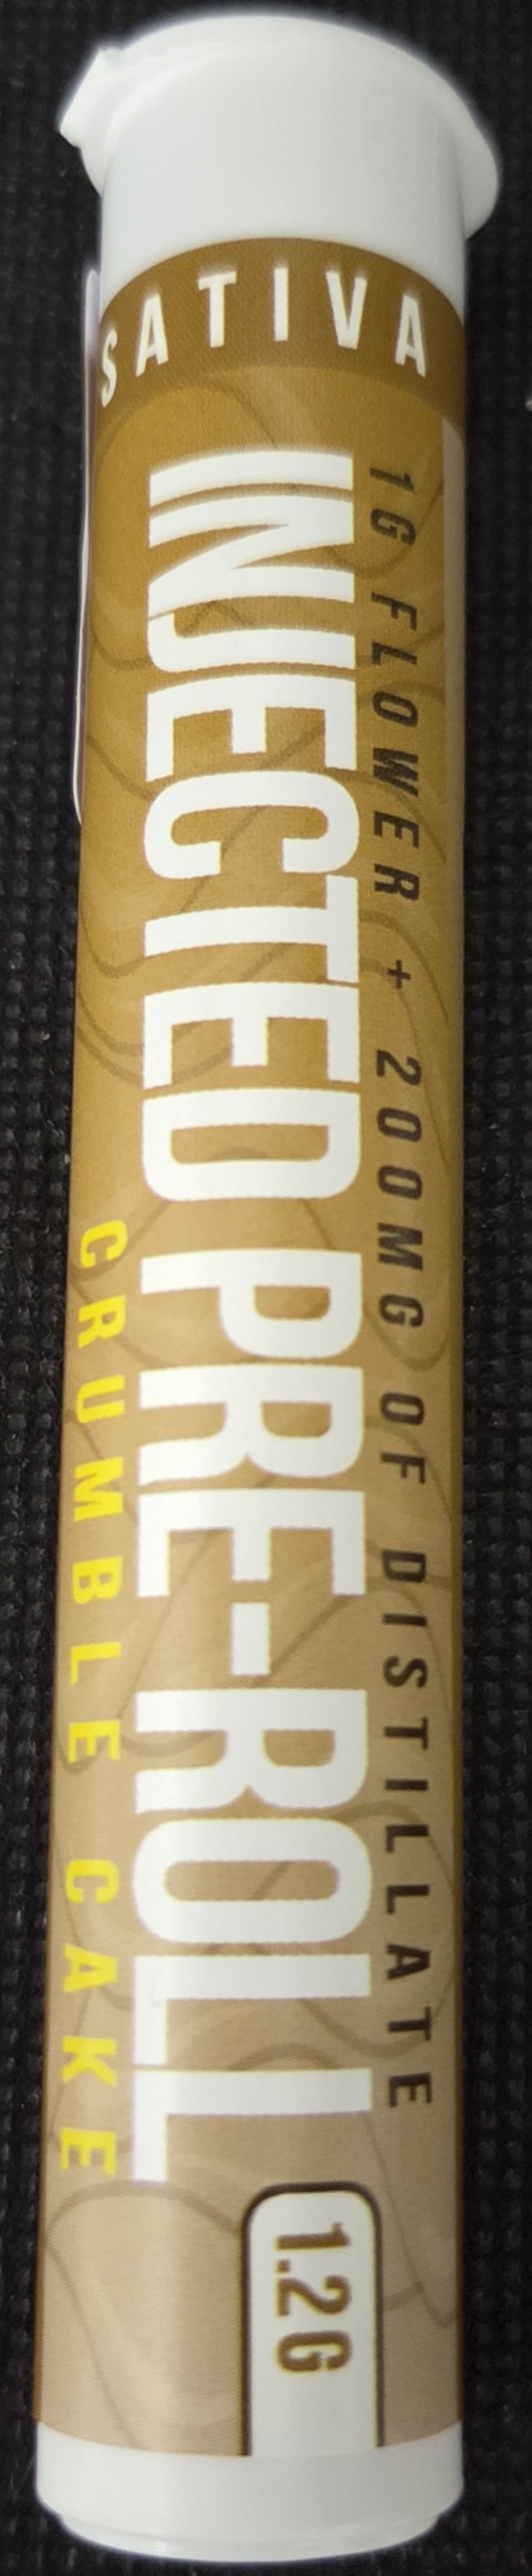 SATIVA
1G FLOWER + 200MG OF DISTILLATE
INJECTED PRE-ROLL
CRUMBLE CAKE
1.2G